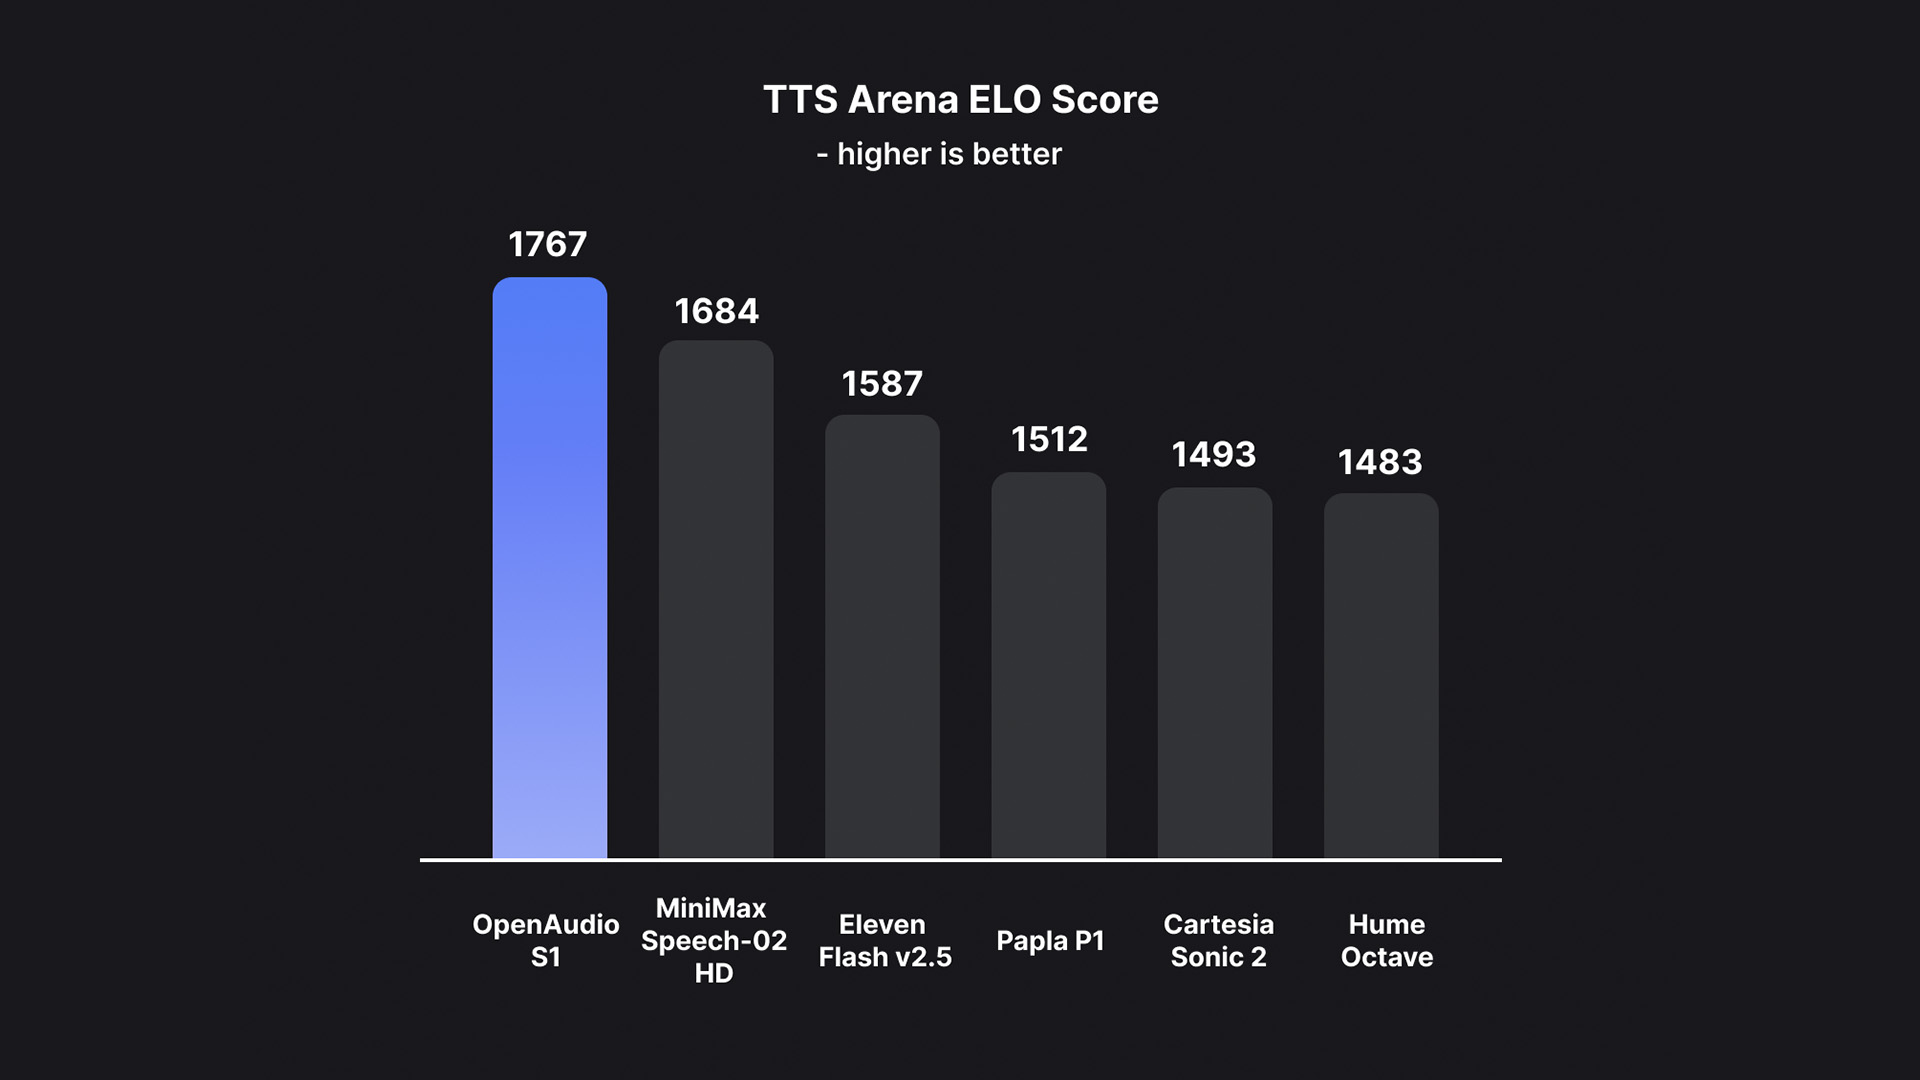 TTS Arena ELO Score
- higher is better
1767
1684
1587
1512
1493
1483
OpenAudio
S1
MiniMax
Speech-02
HD
Eleven
Flash v2.5
Papla P1
Cartesia
Sonic 2
Hume
Octave